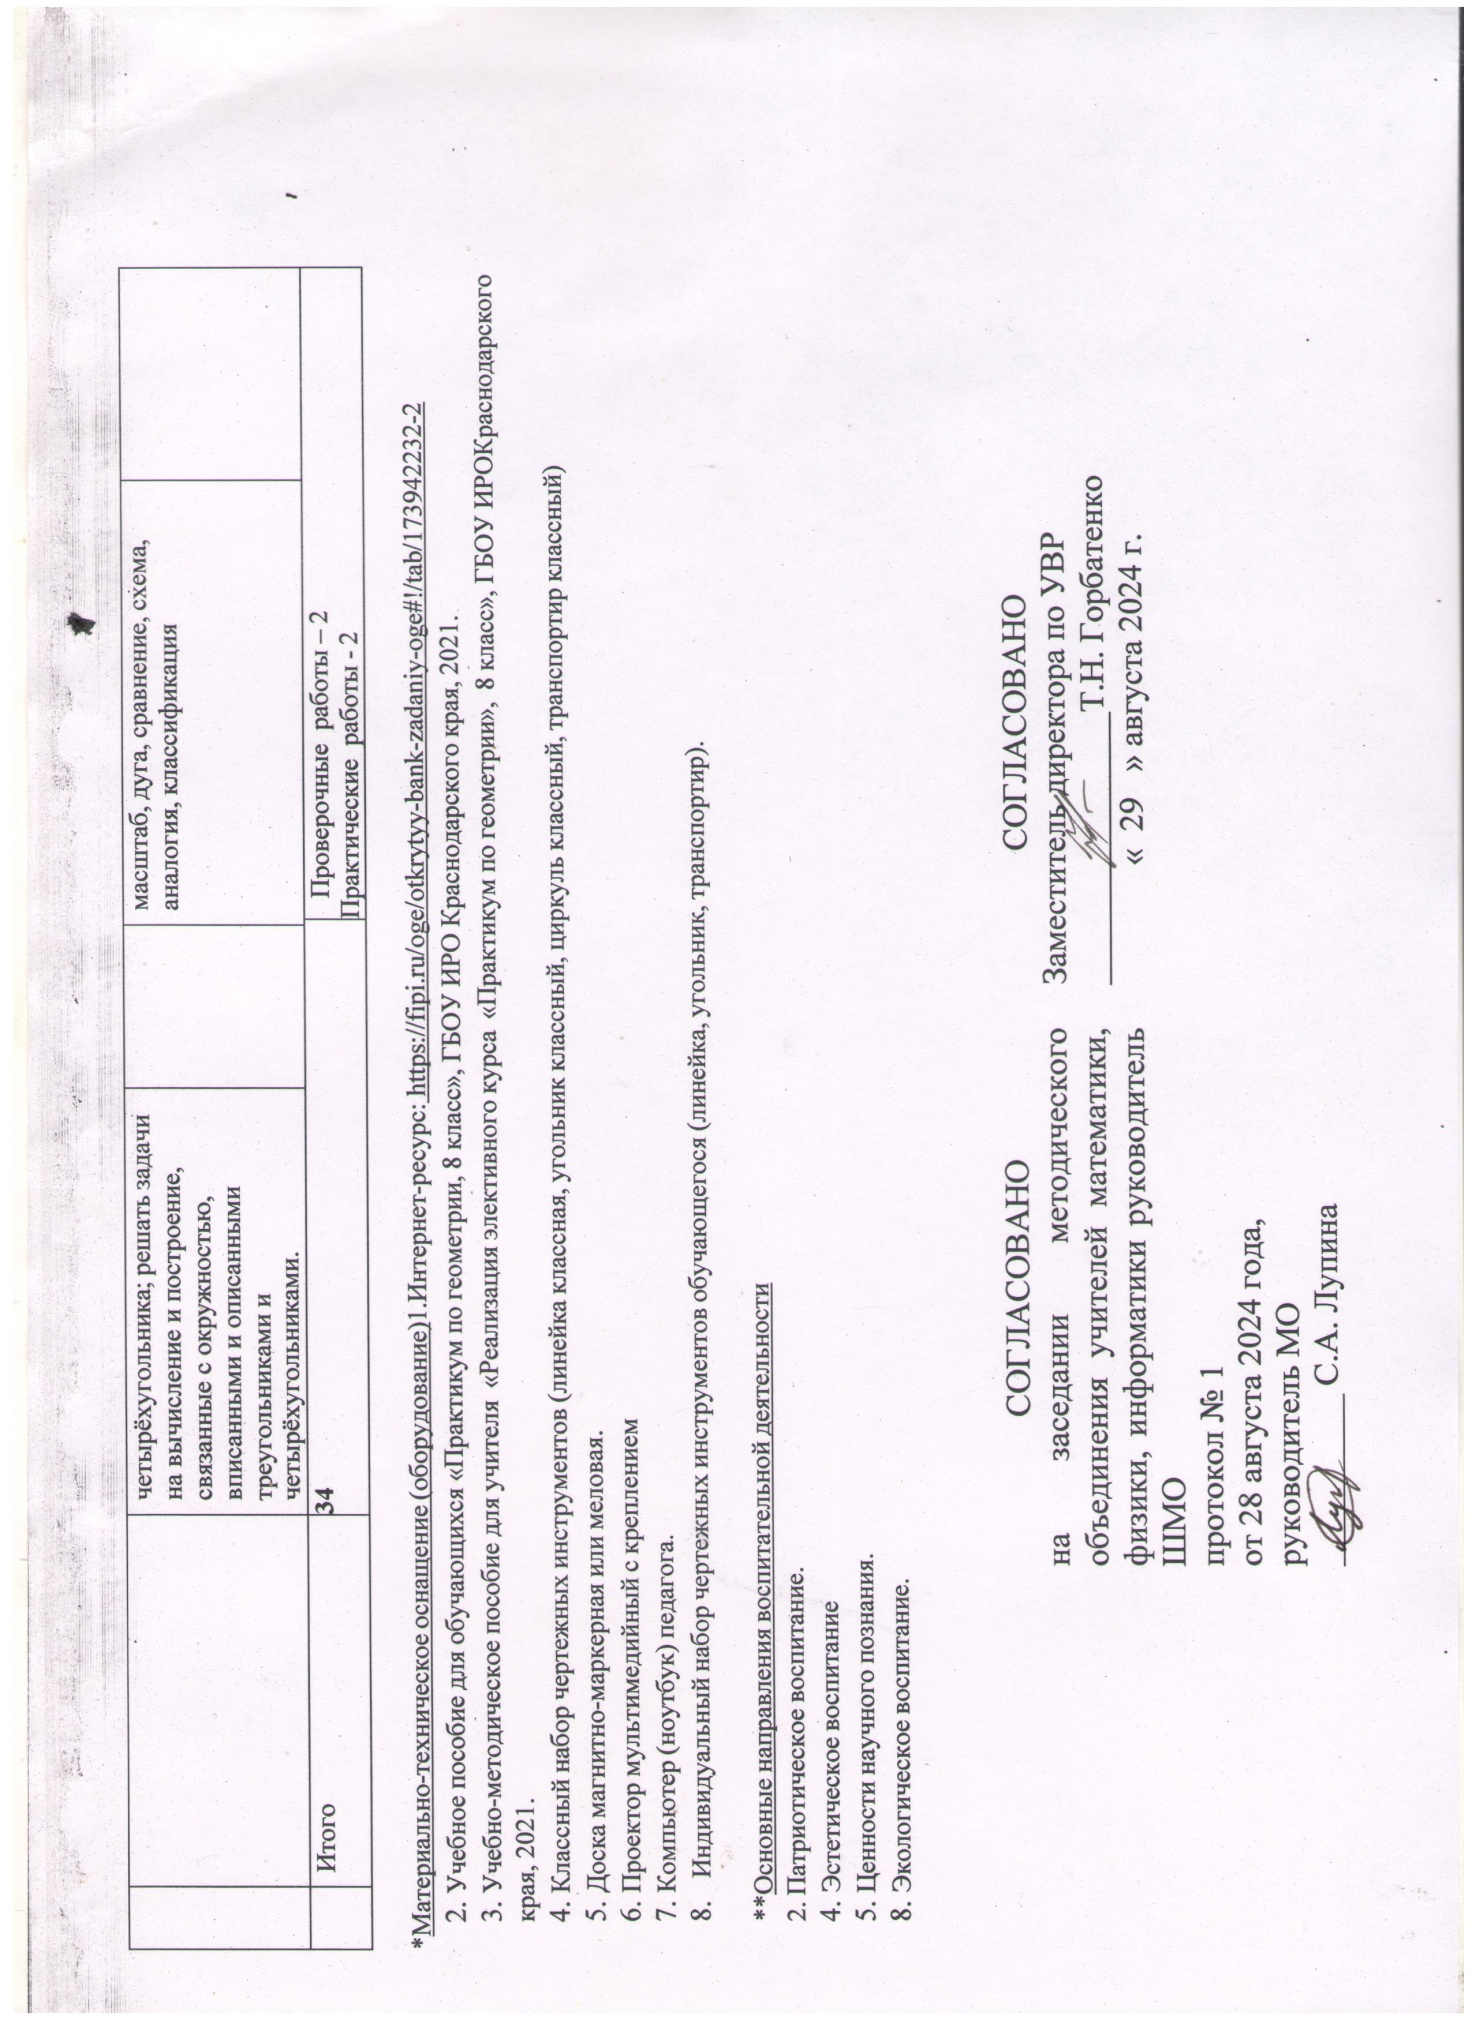 четырёхугольника; решать задачи
на вычисление и построение,
связанные с окружностью,
вписанными и описанными
треугольниками и
четырёхугольниками.
масштаб, дуга, сравнение, схема,
аналогия, классификация
Итого
34
Проверочные работы – 2
Практические работы - 2
*Материально-техническое оснащение (оборудование)1.Интернет-ресурс: https://fipi.ru/oge/otkrytyy-bank-zadaniy-oge#!/tab/173942232-2
2. Учебное пособие для обучающихся «Практикум по геометрии, 8 класс», ГБОУ ИРО Краснодарского края, 2021.
3. Учебно-методическое пособие для учителя «Реализация элективного курса «Практикум по геометрии», 8 класс», ГБОУ ИРОКраснодарского
края, 2021.
4. Классный набор чертежных инструментов (линейка классная, угольник классный, циркуль классный, транспортир классный)
5. Доска магнитно-маркерная или меловая.
6. Проектор мультимедийный с креплением
7. Компьютер (ноутбук) педагога.
8. Индивидуальный набор чертежных инструментов обучающегося (линейка, угольник, транспортир).
**Основные направления воспитательной деятельности
2. Патриотическое воспитание.
4. Эстетическое воспитание
5. Ценности научного познания.
8. Экологическое воспитание.
СОГЛАСОВАНО
на заседании методического
объединения учителей математики,
физики, информатики руководитель
ШМО
протокол № 1
от 28 августа 2024 года,
руководитель МО
С.А. Лупина
СОГЛАСОВАНО
Заместитель директора по УВР
Т.Н. Горбатенко
« 29 » августа 2024 г.